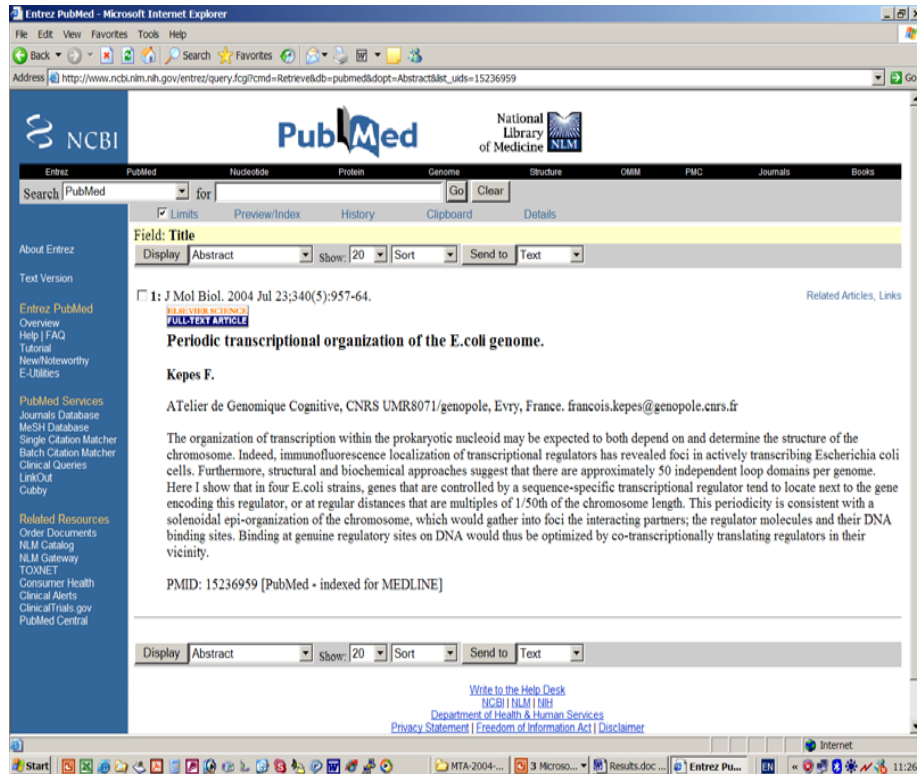 Entrez PubMed - Microsoft Internet Explorer
File Edit View Favorites Tools Help
Back Search Favorites
Address http://www.ncbi.nlm.nih.gov/entrez/query.fcgi?cmd=Retrieve&db=pubmed&dopt=Abstract&list_uids=15236959 Go
NCBI PubMed National Library of Medicine NLM
Entrez PubMed Nucleotide Protein Genome Structure OMIM PMC Journals Books
Search PubMed for Go Clear
Limits Preview/Index History Clipboard Details
Field: Title
Display Abstract Show: 20 Sort Send to Text
About Entrez
Text Version
Entrez PubMed
Overview
Help | FAQ
Tutorial
New/Noteworthy
E-Utilities
PubMed Services
Journals Database
MeSH Database
Single Citation Matcher
Batch Citation Matcher
Clinical Queries
LinkOut
Cubby
Related Resources
Order Documents
NLM Catalog
NLM Gateway
TOXNET
Consumer Health
Clinical Alerts
ClinicalTrials.gov
PubMed Central
1: J Mol Biol. 2004 Jul 23;340(5):957-64. Related Articles, Links
ELSEVIER SCIENCE
FULL-TEXT ARTICLE
Periodic transcriptional organization of the E.coli genome.
Kepes F.
ATelier de Genomique Cognitive, CNRS UMR8071/genopole, Evry, France. francois.kepes@genopole.cnrs.fr
The organization of transcription within the prokaryotic nucleoid may be expected to both depend on and determine the structure of the
chromosome. Indeed, immunofluorescence localization of transcriptional regulators has revealed foci in actively transcribing Escherichia coli
cells. Furthermore, structural and biochemical approaches suggest that there are approximately 50 independent loop domains per genome.
Here I show that in four E.coli strains, genes that are controlled by a sequence-specific transcriptional regulator tend to locate next to the gene
encoding this regulator, or at regular distances that are multiples of 1/50th of the chromosome length. This periodicity is consistent with a
solenoidal epi-organization of the chromosome, which would gather into foci the interacting partners; the regulator molecules and their DNA
binding sites. Binding at genuine regulatory sites on DNA would thus be optimized by co-transcriptionally translating regulators in their
vicinity.
PMID: 15236959 [PubMed - indexed for MEDLINE]
Display Abstract Show: 20 Sort Send to Text
Write to the Help Desk
NCBI | NLM | NIH
Department of Health & Human Services
Privacy Statement | Freedom of Information Act | Disclaimer
Internet
Start MTA-2004-... 3 Microso... Results.doc ... Entrez Pu... EN 11:26